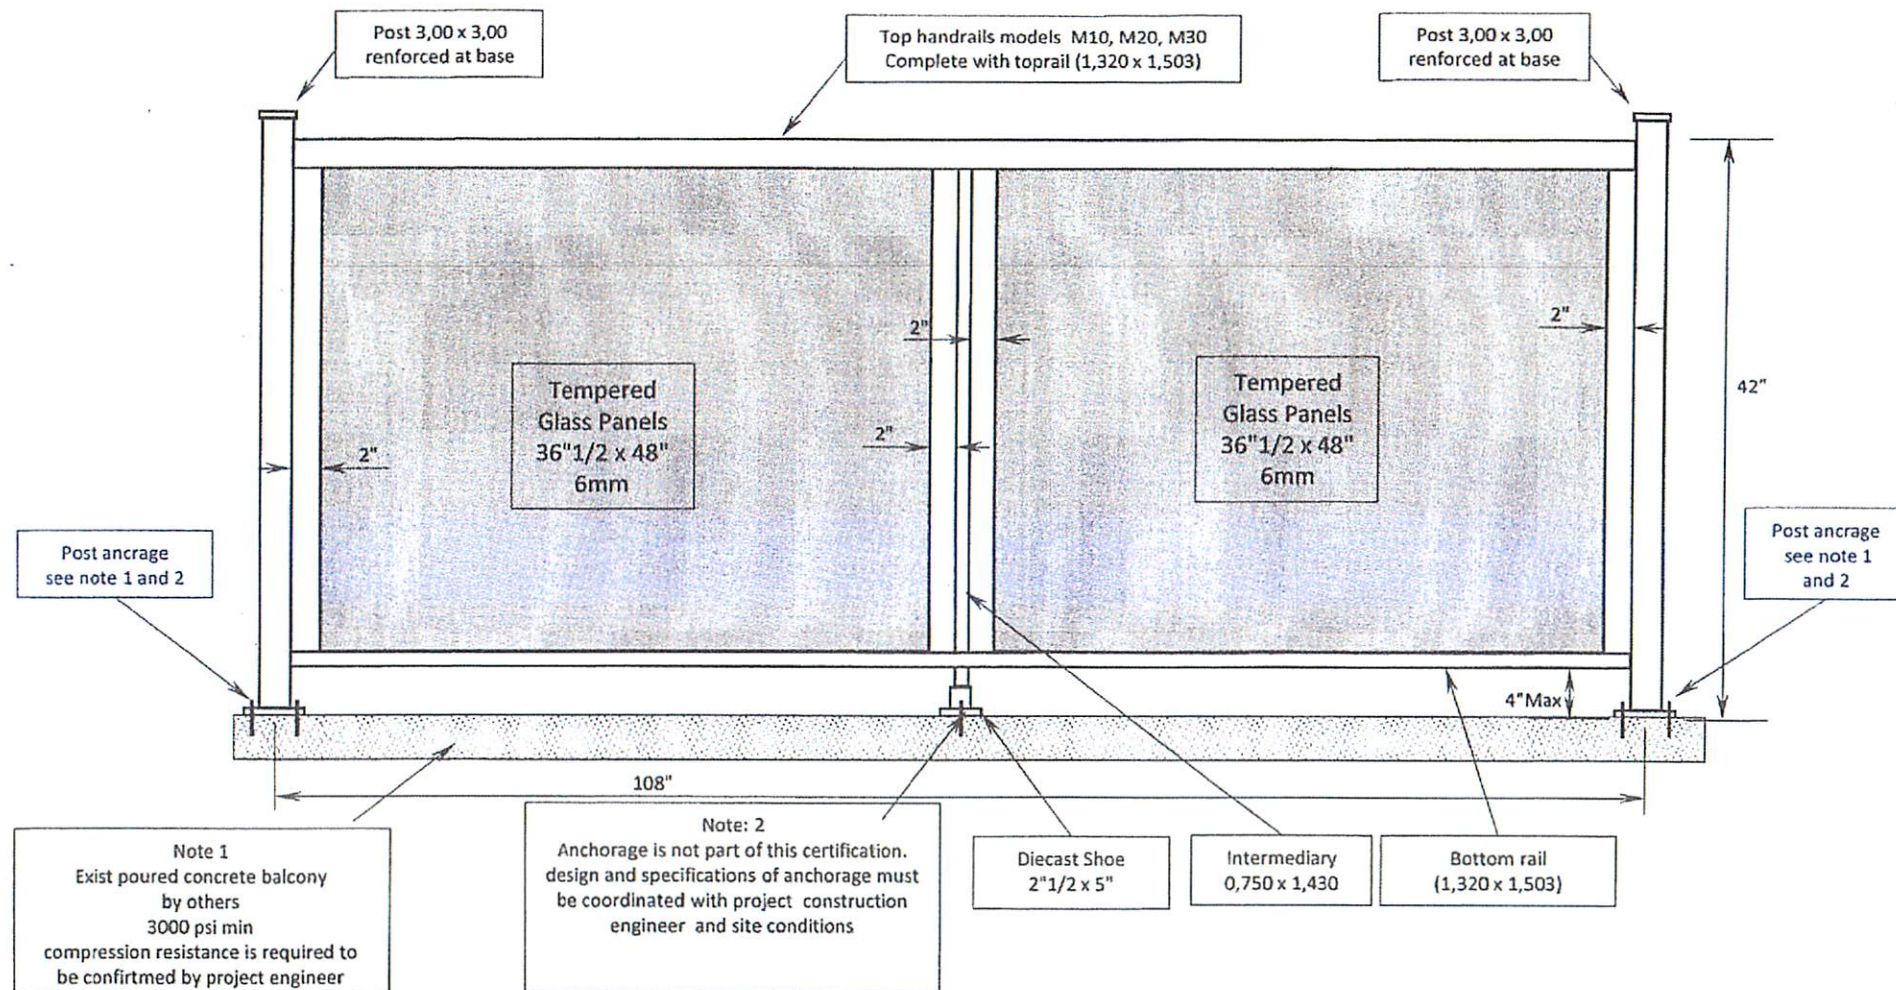 Post 3,00 x 3,00
renforced at base
Top handrails models M10, M20, M30
Complete with toprail (1,320 x 1,503)
Post 3,00 x 3,00
renforced at base
2"
2"
2"
2"
42"
Tempered
Glass Panels
36"1/2 x 48"
6mm
Tempered
Glass Panels
36"1/2 x 48"
6mm
Post ancrage
see note 1 and 2
Post ancrage
see note 1
and 2
4"Max
108"
Note 1
Exist poured concrete balcony
by others
3000 psi min
compression resistance is required to
be confirtmed by project engineer
Note: 2
Anchorage is not part of this certification.
design and specifications of anchorage must
be coordinated with project construction
engineer and site conditions
Diecast Shoe
2"1/2 x 5"
Intermediary
0,750 x 1,430
Bottom rail
(1,320 x 1,503)